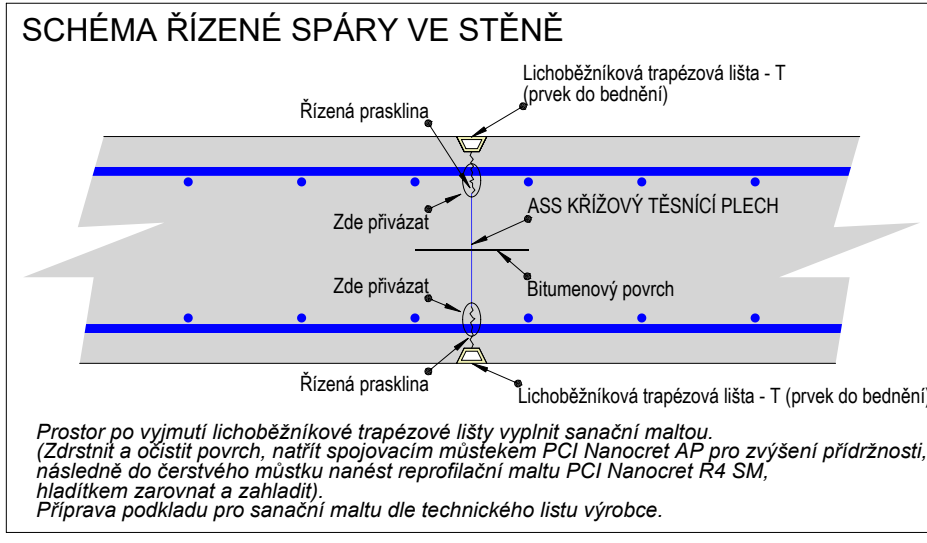 SCHÉMA ŘÍZENÉ SPÁRY VE STĚNĚ
Lichoběžníková trapézová lišta - T
(prvek do bednění)
Řízená prasklina
Zde přivázat
ASS KŘÍŽOVÝ TĚSNÍCÍ PLECH
Zde přivázat
Bitumenový povrch
Řízená prasklina
Lichoběžníková trapézová lišta - T (prvek do bednění)
Prostor po vyjmutí lichoběžníkové trapézové lišty vyplnit sanační maltou.
(Zdrstnit a očistit povrch, natřít spojovacím můstekem PCI Nanocret AP pro zvýšení přídržnosti,
následně do čerstvého můstku nanést reprofilační maltu PCI Nanocret R4 SM,
hladítkem zarovnat a zahladit).
Příprava podkladu pro sanační maltu dle technického listu výrobce.